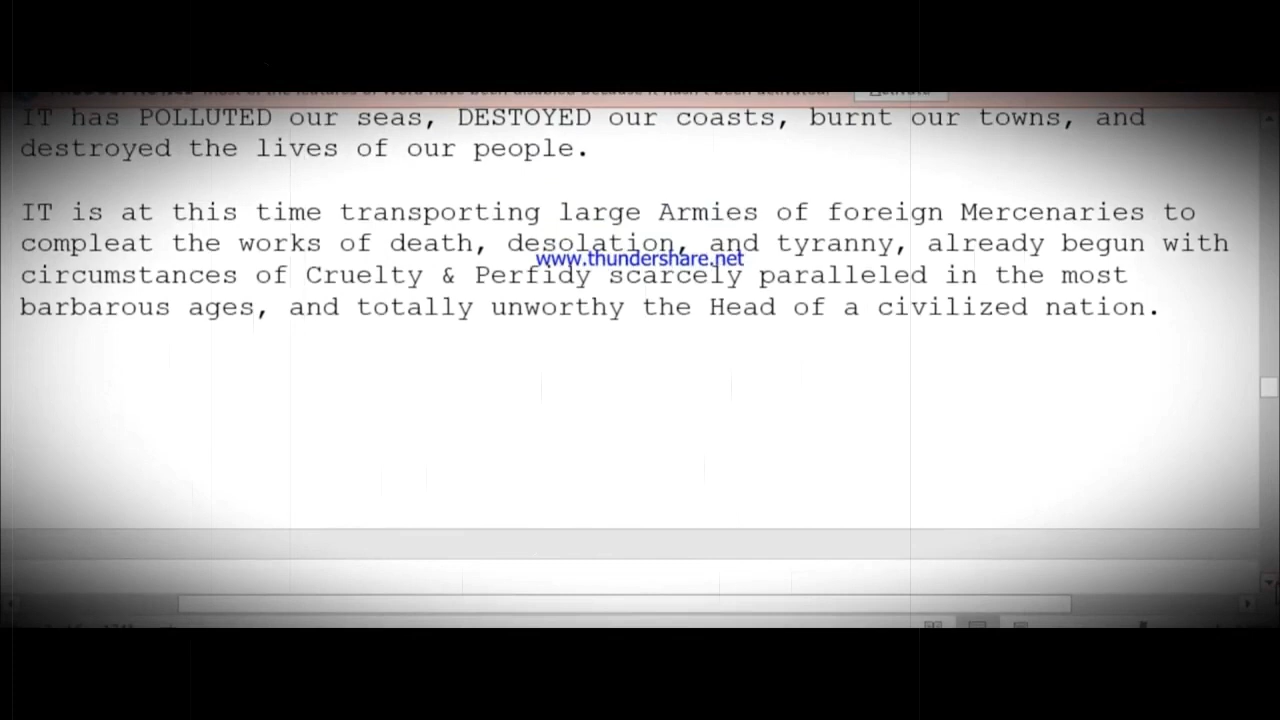 IT has POLLUTED our seas, DESTOYED our coasts, burnt our towns, and
destroyed the lives of our people.
IT is at this time transporting large Armies of foreign Mercenaries to
compleat the works of death, desolation, and tyranny, already begun with
www.thundershare.net
circumstances of Cruelty & Perfidy scarcely paralleled in the most
barbarous ages, and totally unworthy the Head of a civilized nation.